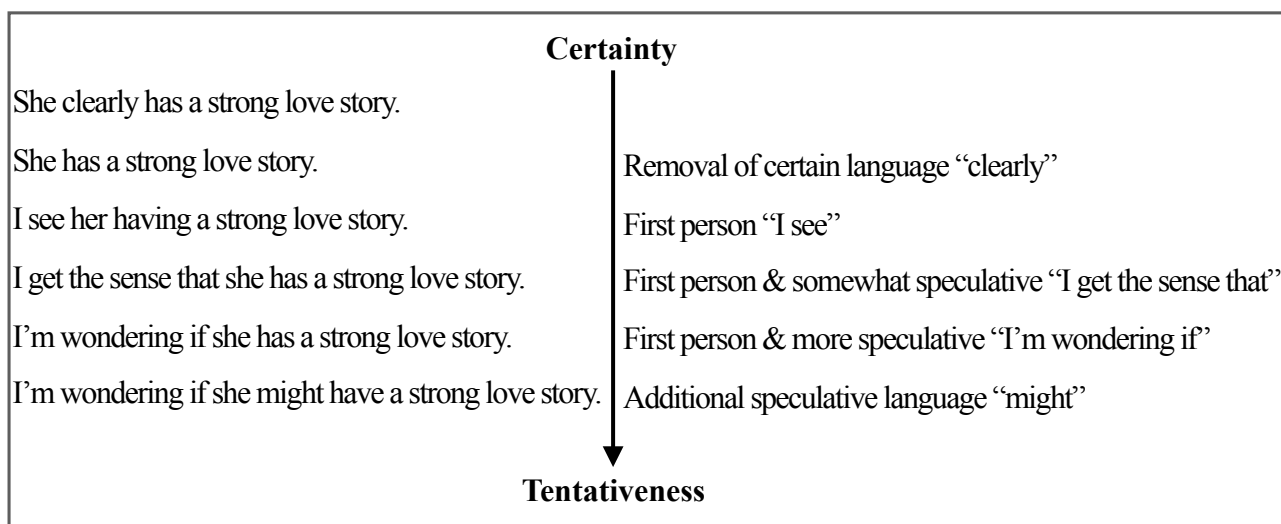 Certainty
She clearly has a strong love story.
She has a strong love story.
Removal of certain language “clearly”
I see her having a strong love story.
First person “I see”
I get the sense that she has a strong love story.
First person & somewhat speculative “I get the sense that”
I’m wondering if she has a strong love story.
First person & more speculative “I’m wondering if”
I’m wondering if she might have a strong love story.
Additional speculative language “might”
Tentativeness